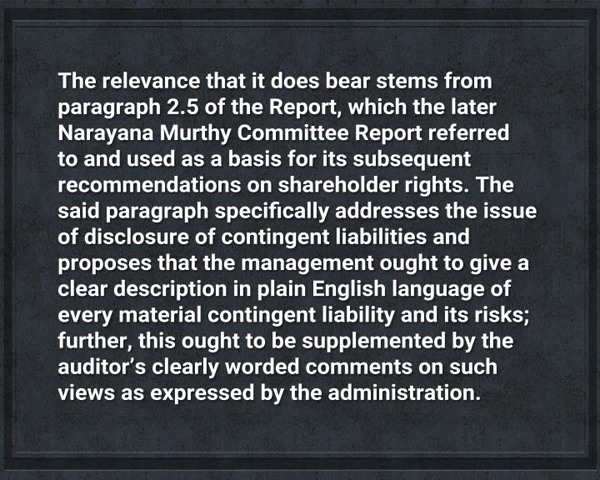 The relevance that it does bear stems from
paragraph 2.5 of the Report, which the later
Narayana Murthy Committee Report referred
to and used as a basis for its subsequent
recommendations on shareholder rights. The
said paragraph specifically addresses the issue
of disclosure of contingent liabilities and
proposes that the management ought to give a
clear description in plain English language of
every material contingent liability and its risks;
further, this ought to be supplemented by the
auditor’s clearly worded comments on such
views as expressed by the administration.